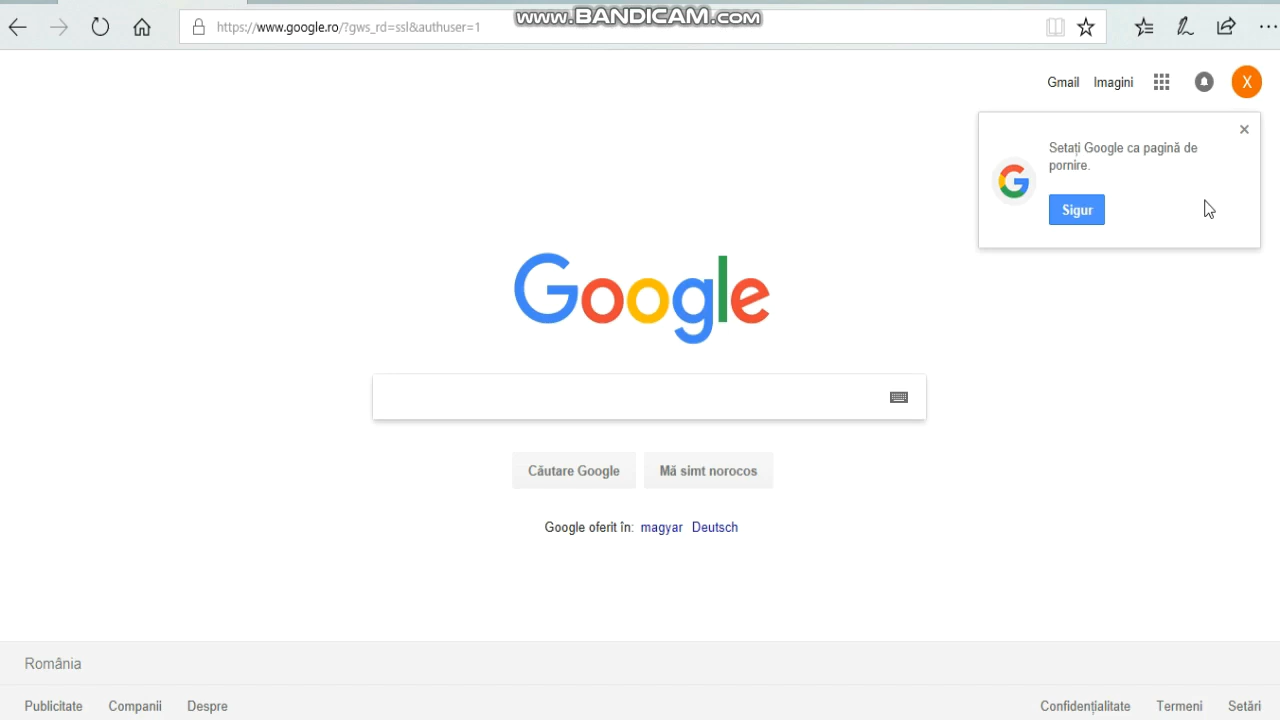 www.BANDICAM.com
https://www.google.ro/?gws_rd=ssl&authuser=1
Gmail Imagini X
Setați Google ca pagină de
pornire.
Sigur
Google
Căutare Google Mă simt norocos
Google oferit în: magyar Deutsch
România
Publicitate Companii Despre Confidențialitate Termeni Setări